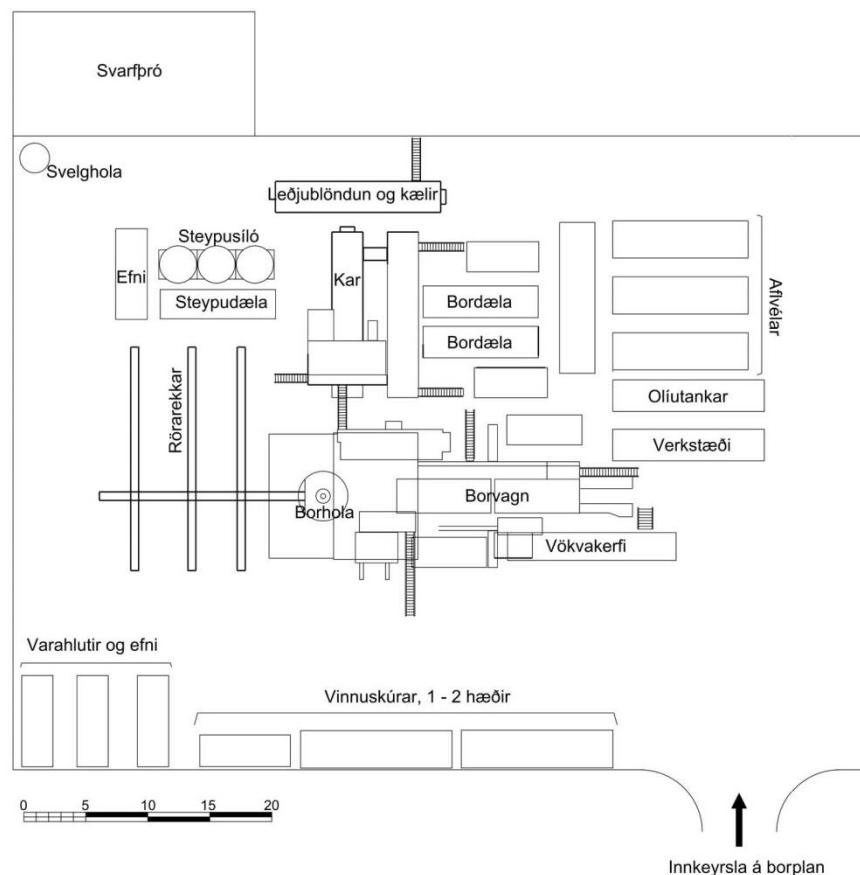 Svarfþró
Svelghola
Leðjublöndun og kælir
Steypusíló
Efni
Kar
Steypudæla
Bordæla
Bordæla
Aflvélar
Olíutankar
Rörarekkar
Verkstæði
Borhola
Borvagn
Vökvakerfi
Varahlutir og efni
Vinnuskúrar, 1 - 2 hæðir
0 5 10 15 20
Innkeyrsla á borplan